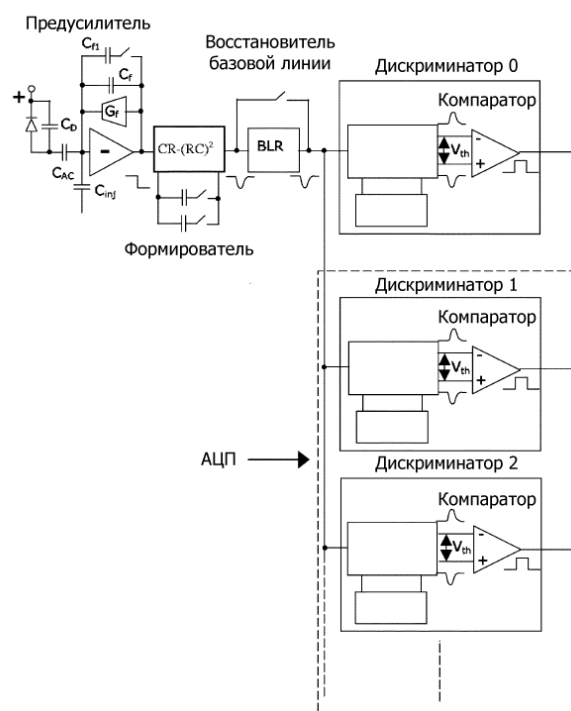 Предусилитель
C_f1
C_f
G_f
+
C_D
C_AC
C_inj
-
CR-(RC)²
Формирователь
Восстановитель
базовой линии
BLR
Дискриминатор 0
Компаратор
V_th
-
+
Дискриминатор 1
Компаратор
V_th
-
+
АЦП
Дискриминатор 2
Компаратор
V_th
-
+